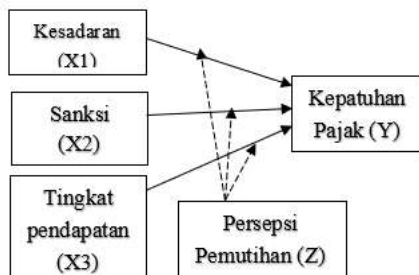 Kesadaran
(X1)
Sanksi
(X2)
Tingkat
pendapatan
(X3)
Kepatuhan
Pajak (Y)
Persepsi
Pemutihan (Z)